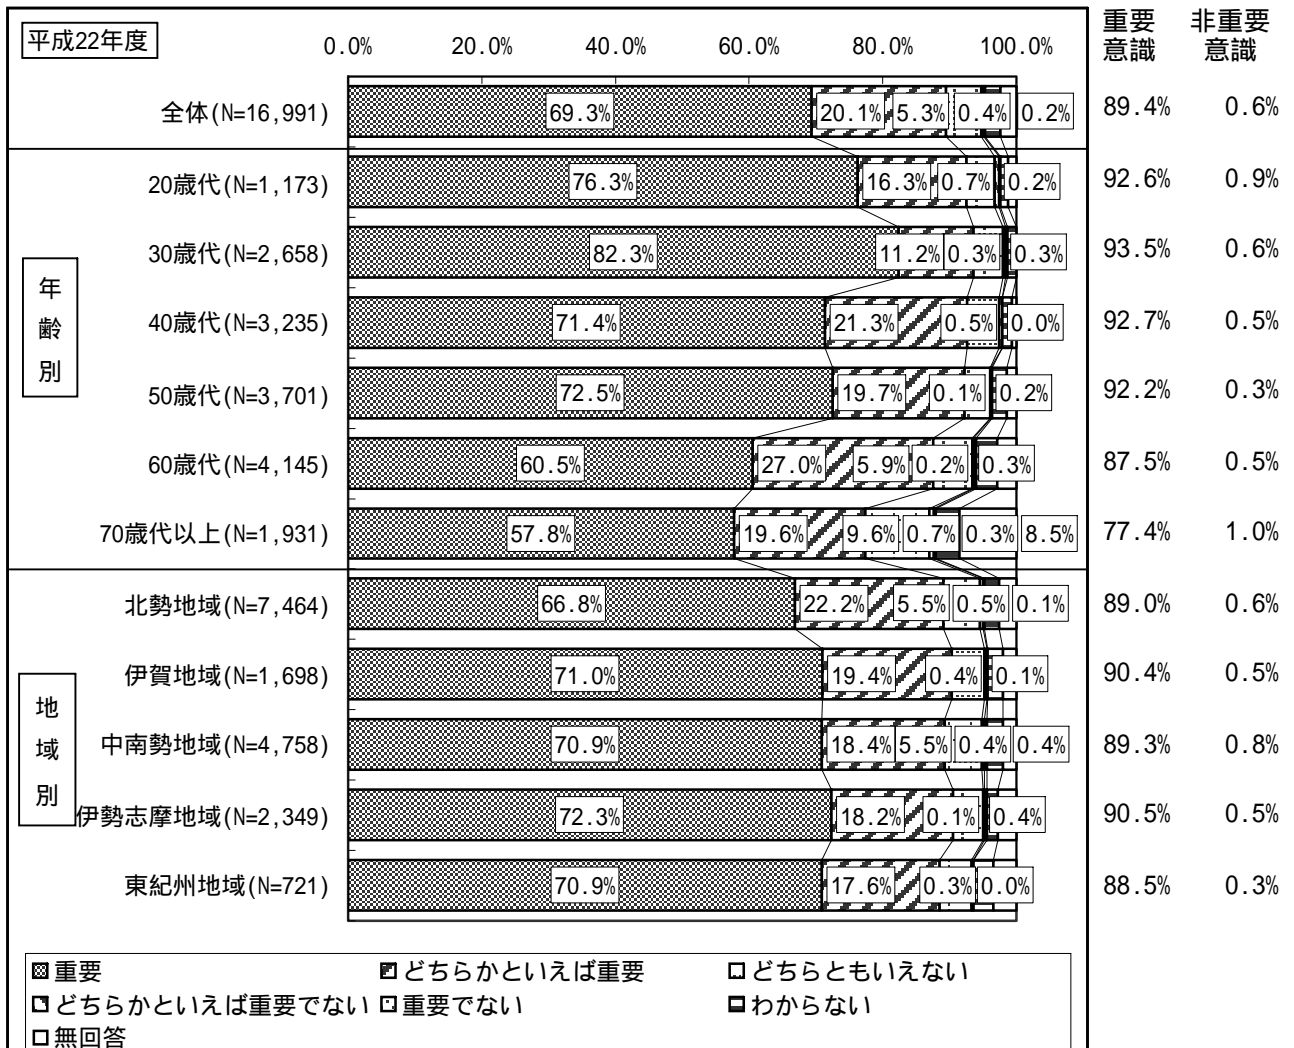 平成22年度
0.0% 20.0% 40.0% 60.0% 80.0% 100.0%
重要意識 非重要意識
全体(N=16,991) 69.3% 20.1% 5.3% 0.4% 0.2% 89.4% 0.6%
年齢別
20歳代(N=1,173) 76.3% 16.3% 0.7% 0.2% 92.6% 0.9%
30歳代(N=2,658) 82.3% 11.2% 0.3% 0.3% 93.5% 0.6%
40歳代(N=3,235) 71.4% 21.3% 0.5% 0.0% 92.7% 0.5%
50歳代(N=3,701) 72.5% 19.7% 0.1% 0.2% 92.2% 0.3%
60歳代(N=4,145) 60.5% 27.0% 5.9% 0.2% 0.3% 87.5% 0.5%
70歳代以上(N=1,931) 57.8% 19.6% 9.6% 0.7% 0.3% 8.5% 77.4% 1.0%
地域別
北勢地域(N=7,464) 66.8% 22.2% 5.5% 0.5% 0.1% 89.0% 0.6%
伊賀地域(N=1,698) 71.0% 19.4% 0.4% 0.1% 90.4% 0.5%
中南勢地域(N=4,758) 70.9% 18.4% 5.5% 0.4% 0.4% 89.3% 0.8%
伊勢志摩地域(N=2,349) 72.3% 18.2% 0.1% 0.4% 90.5% 0.5%
東紀州地域(N=721) 70.9% 17.6% 0.3% 0.0% 88.5% 0.3%
重要 どちらかといえば重要 どちらともいえない
どちらかといえば重要でない 重要でない わからない
無回答